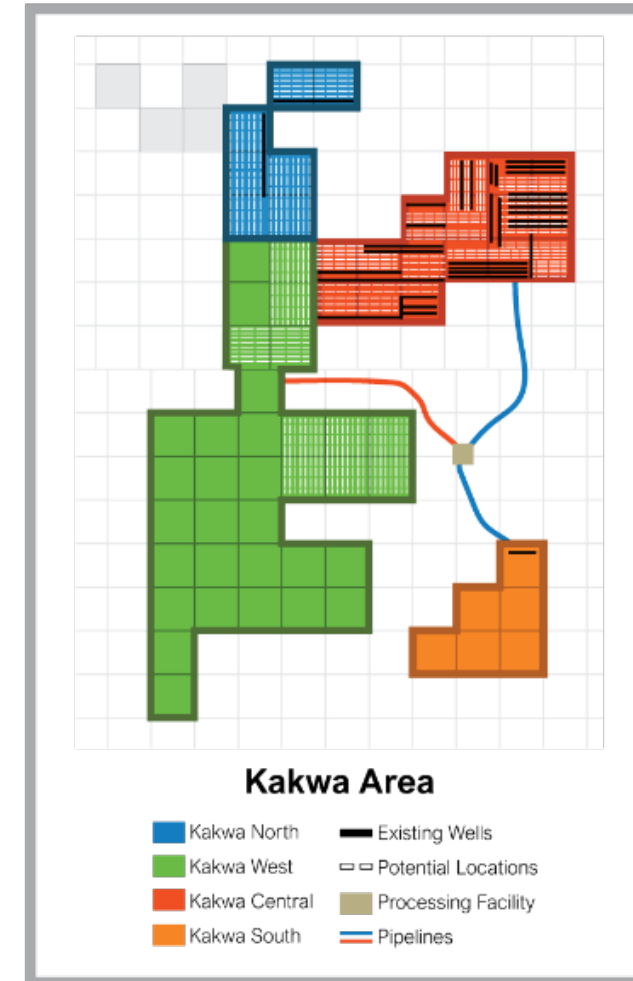 Kakwa Area
Kakwa North
Existing Wells
Kakwa West
Potential Locations
Kakwa Central
Processing Facility
Kakwa South
Pipelines